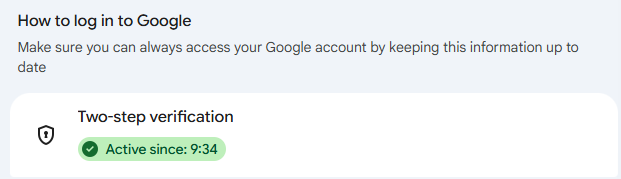 How to log in to Google
Make sure you can always access your Google account by keeping this information up to
date
Two-step verification
Active since: 9:34